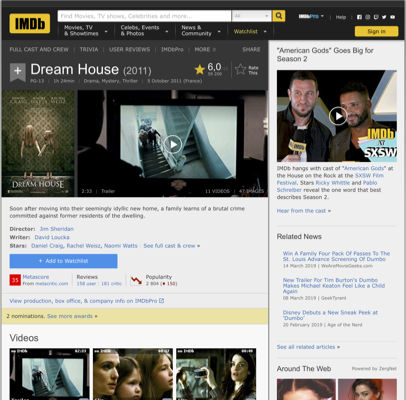 IMDb
Find Movies, TV shows, Celebrities and more...
All
Movies, TV
& Showtimes
Celebs, Events
& Photos
News &
Community
Watchlist
IMDbPro
Help
Sign in
FULL CAST AND CREW | TRIVIA | USER REVIEWS | IMDbPro | MORE
SHARE
Dream House (2011)
PG-13 | 1h 24min | Drama, Mystery, Thriller | 5 October 2011 (France)
6,0
Rate
This
DREAM HOUSE
2:33 | Trailer
11 VIDEOS | 47 IMAGES
Soon after moving into their seemingly idyllic new home, a family learns of a brutal crime
committed against former residents of the dwelling.
Director: Jim Sheridan
Writer: David Loucka
Stars: Daniel Craig, Rachel Weisz, Naomi Watts | See full cast & crew »
+ Add to Watchlist
35
Metascore
From metacritic.com
Reviews
158 user | 181 critic
Popularity
2 804
View production, box office, & company info on IMDbPro
2 nominations. See more awards »
Videos
"American Gods" Goes Big for
Season 2
IMDb
at
SXSW
IMDb hangs with cast of "American Gods" at
the House on the Rock at the SXSW Film
Festival. Stars Ricky Whittle and Pablo
Schreiber reveal the one word that best
describes Season 2.
Hear from the cast »
Related News
Win A Family Four Pack Of Passes To The
St. Louis Advance Screening Of Dumbo
14 March 2019 | WeAreMovieGeeks.com
New Trailer For Tim Burton's Dumbo
Makes Michael Keaton Feel Like a Child
Again
08 March 2019 | GeekTyrant
Disney Debuts a New Sneak Peek at
'Dumbo'
20 February 2019 | Age of the Nerd
See all related articles »
Around The Web
Powered by ZergNet